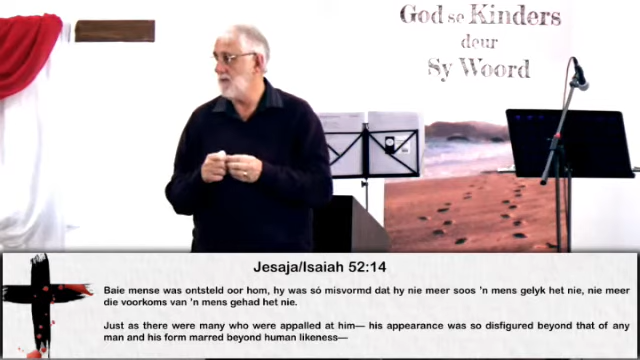 God se Kinders
deur
Sy Woord
Jesaja/Isaiah 52:14
Baie mense was ontsteld oor hom, hy was só misvormd dat hy nie meer soos 'n mens gelyk het nie, nie meer
die voorkoms van 'n mens gehad het nie.
Just as there were many who were appalled at him— his appearance was so disfigured beyond that of any
man and his form marred beyond human likeness—